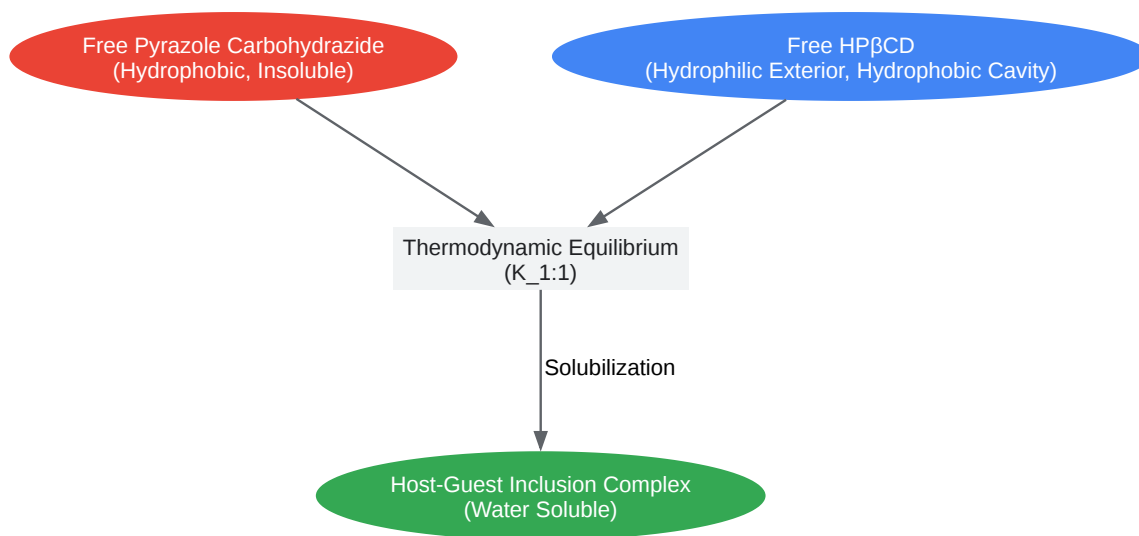 Free Pyrazole Carbohydrazide
(Hydrophobic, Insoluble)
Free HPβCD
(Hydrophilic Exterior, Hydrophobic Cavity)
Thermodynamic Equilibrium
(K_1:1)
Solubilization
Host-Guest Inclusion Complex
(Water Soluble)